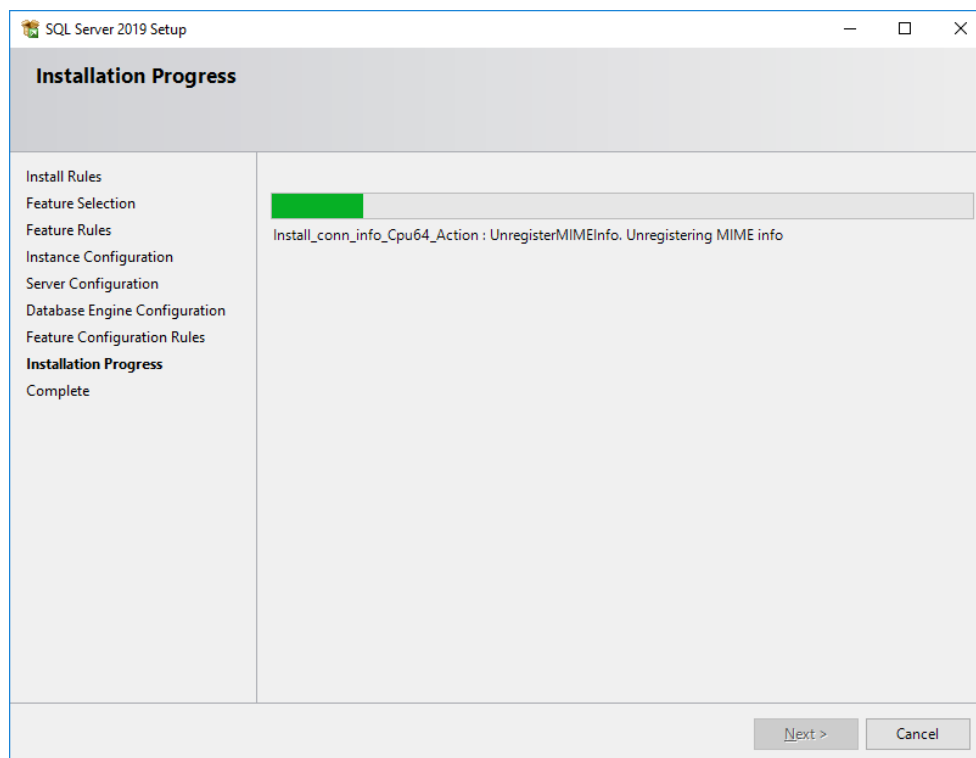 SQL Server 2019 Setup
Installation Progress
Install Rules
Feature Selection
Feature Rules
Instance Configuration
Server Configuration
Database Engine Configuration
Feature Configuration Rules
Installation Progress
Complete
Install_conn_info_Cpu64_Action : UnregisterMIMEInfo. Unregistering MIME info
Next >
Cancel